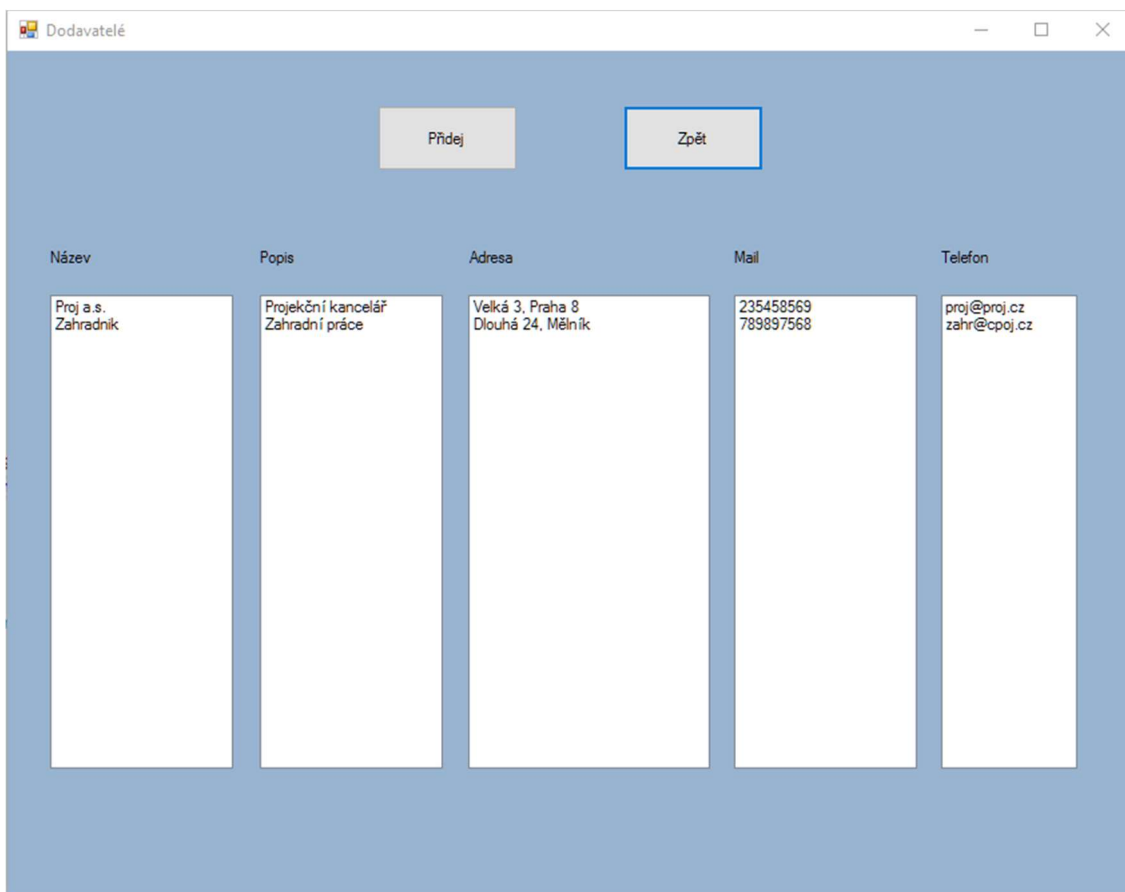 Dodavatelé
Přidej Zpět
Název Popis Adresa Mail Telefon
Proj a.s. Projekční kancelář Velká 3, Praha 8 235458569 proj@proj.cz
Zahradnik Zahradní práce Dlouhá 24, Mělník 789897568 zahr@cpoj.cz